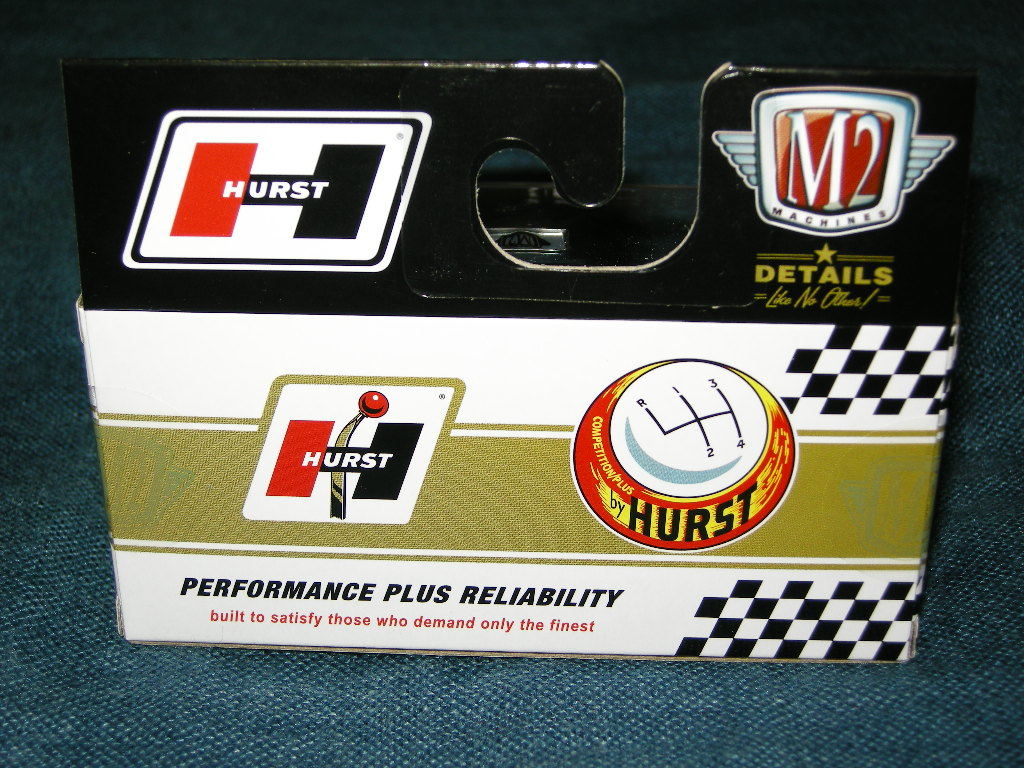 HURST
®
M2
MACHINES
DETAILS
Like No Other!
HURST
®
R 1 3
2 4
COMPETITION/PLUS
by HURST
PERFORMANCE PLUS RELIABILITY
built to satisfy those who demand only the finest